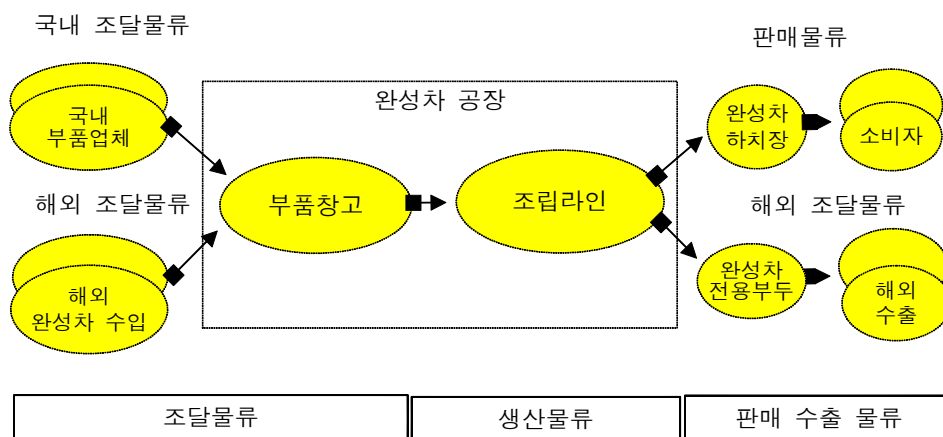 국내 조달물류
판매물류
완성차 공장
국내
부품업체
완성차
하치장
소비자
해외 조달물류
부품창고
조립라인
해외 조달물류
해외
완성차 수입
완성차
전용부두
해외
수출
조달물류
생산물류
판매 수출 물류